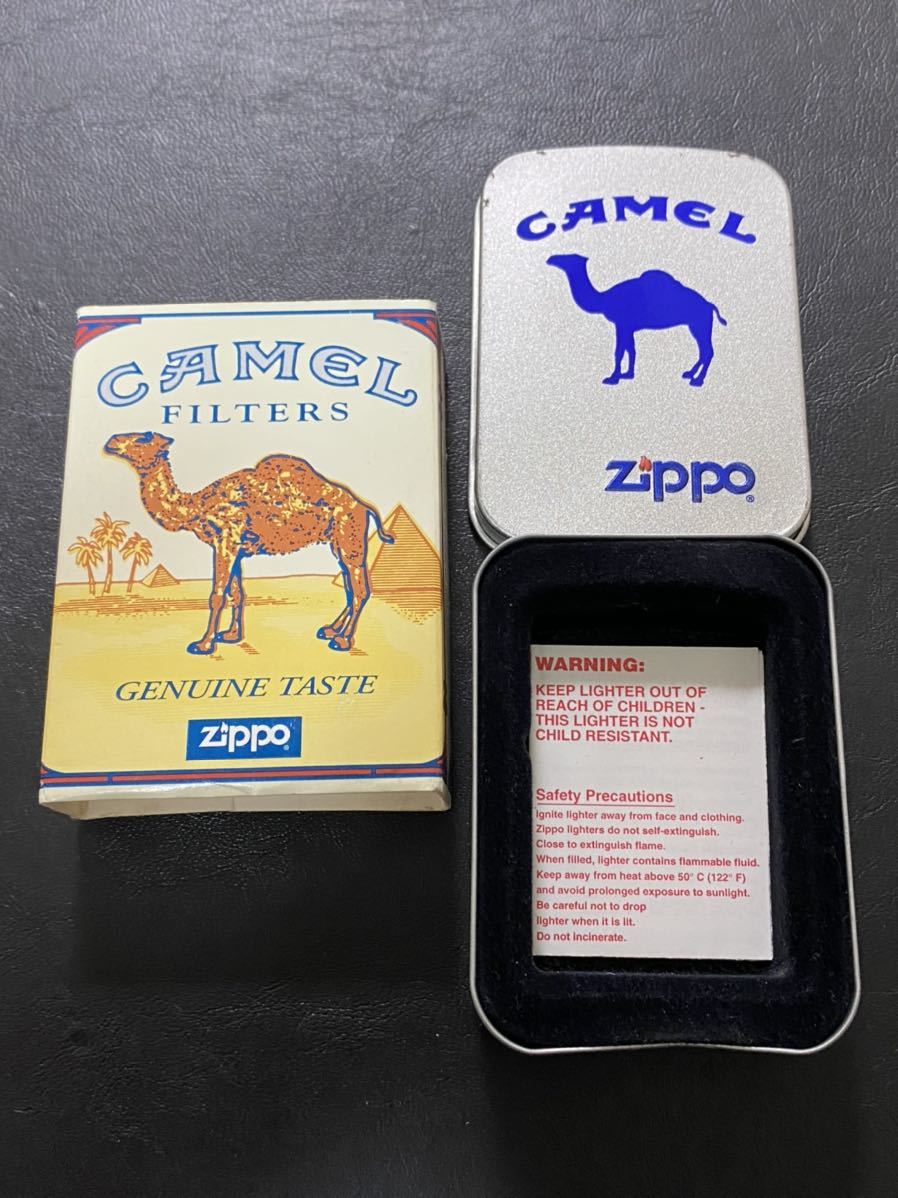 CAMEL
FILTERS
GENUINE TASTE
Zippo
CAMEL
Zippo®
WARNING:
KEEP LIGHTER OUT OF
REACH OF CHILDREN -
THIS LIGHTER IS NOT
CHILD RESISTANT.
Safety Precautions
Ignite lighter away from face and clothing.
Zippo lighters do not self-extinguish.
Close to extinguish flame.
When filled, lighter contains flammable fluid.
Keep away from heat above 50° C (122° F)
and avoid prolonged exposure to sunlight.
Be careful not to drop
lighter when it is lit.
Do not incinerate.